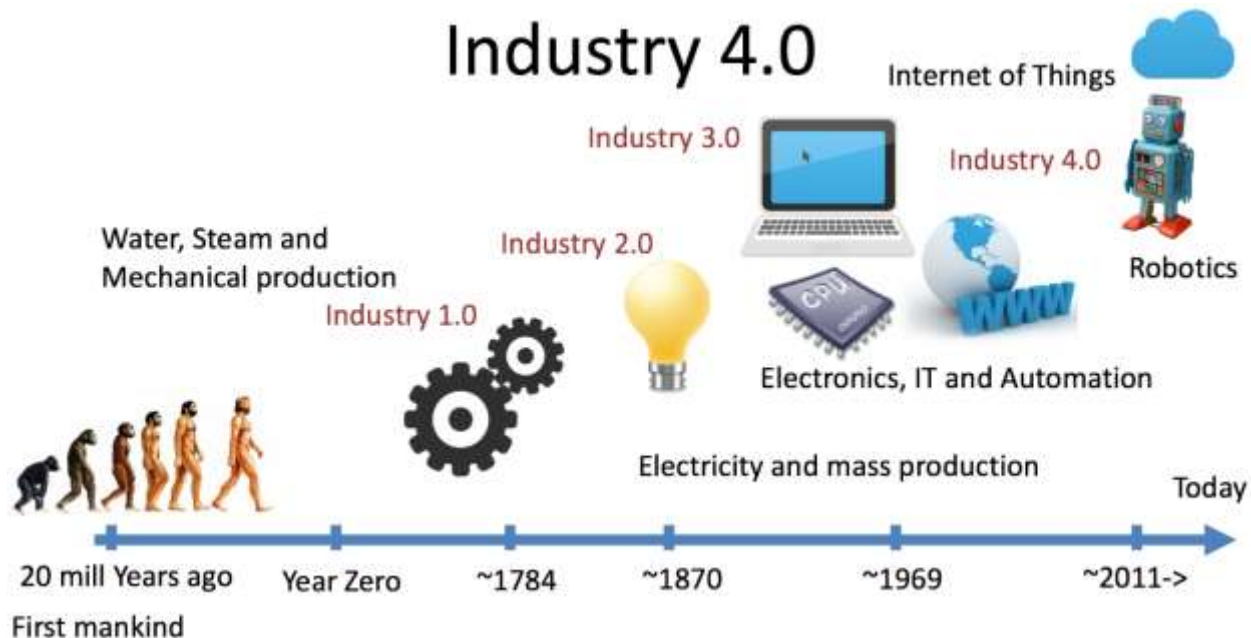 Industry 4.0
Internet of Things
Industry 3.0
Industry 4.0
Water, Steam and
Mechanical production
Industry 2.0
Robotics
Industry 1.0
CPU
WWW
Electronics, IT and Automation
Electricity and mass production
Today
20 mill Years ago
Year Zero
~1784
~1870
~1969
~2011->
First mankind